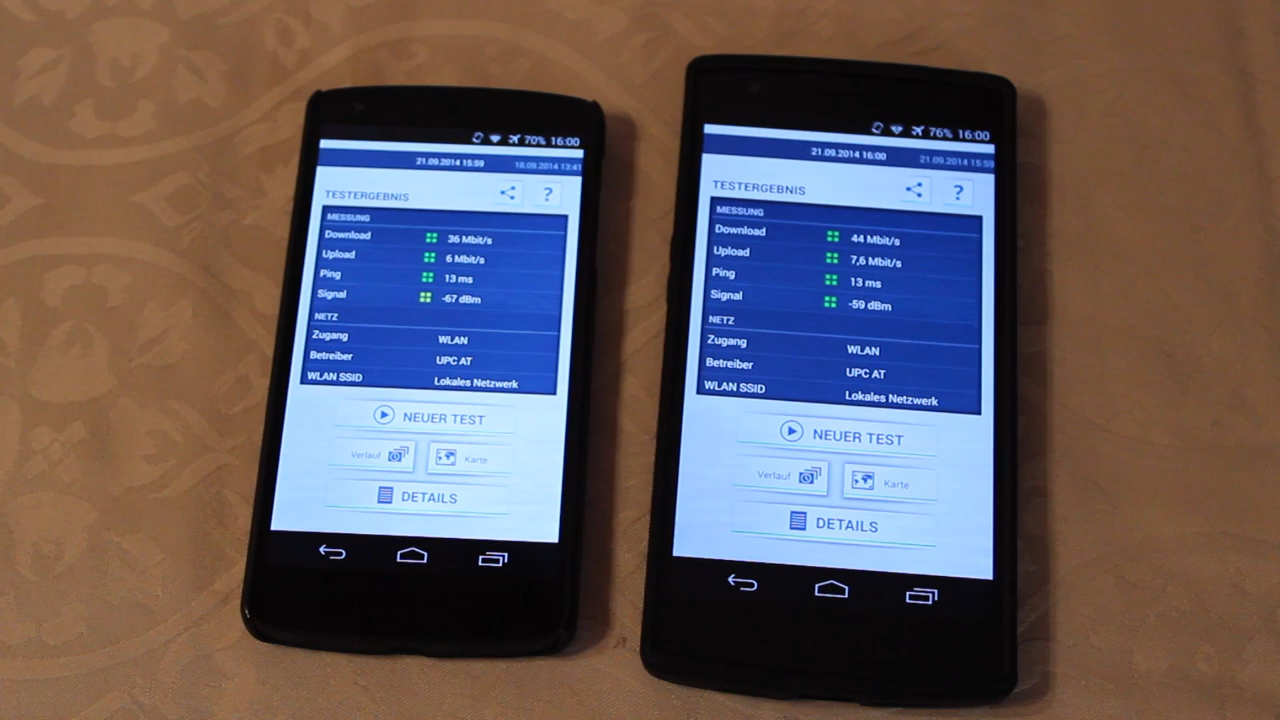 70% 16:00
21.09.2014 15:59 18.09.2014 13:41
TESTERGEBNIS ?
MESSUNG
Download 36 Mbit/s
Upload 6 Mbit/s
Ping 13 ms
Signal -67 dBm
NETZ
Zugang WLAN
Betreiber UPC AT
WLAN SSID Lokales Netzwerk
NEUER TEST
Verlauf Karte
DETAILS
76% 16:00
21.09.2014 16:00 21.09.2014 15:59
TESTERGEBNIS ?
MESSUNG
Download 44 Mbit/s
Upload 7,6 Mbit/s
Ping 13 ms
Signal -59 dBm
NETZ
Zugang WLAN
Betreiber UPC AT
WLAN SSID Lokales Netzwerk
NEUER TEST
Verlauf Karte
DETAILS